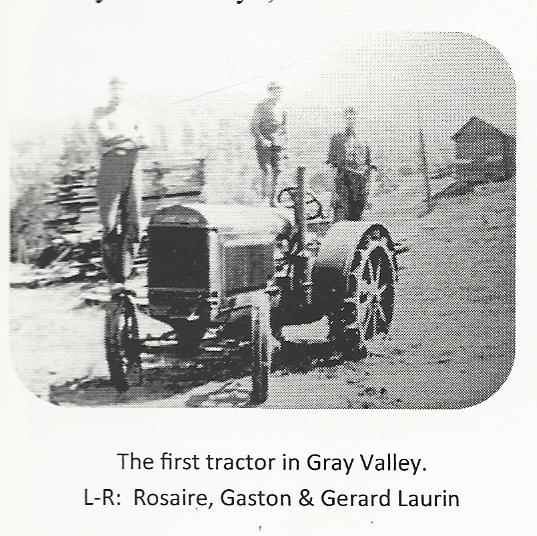 The first tractor in Gray Valley.
L-R: Rosaire, Gaston & Gerard Laurin